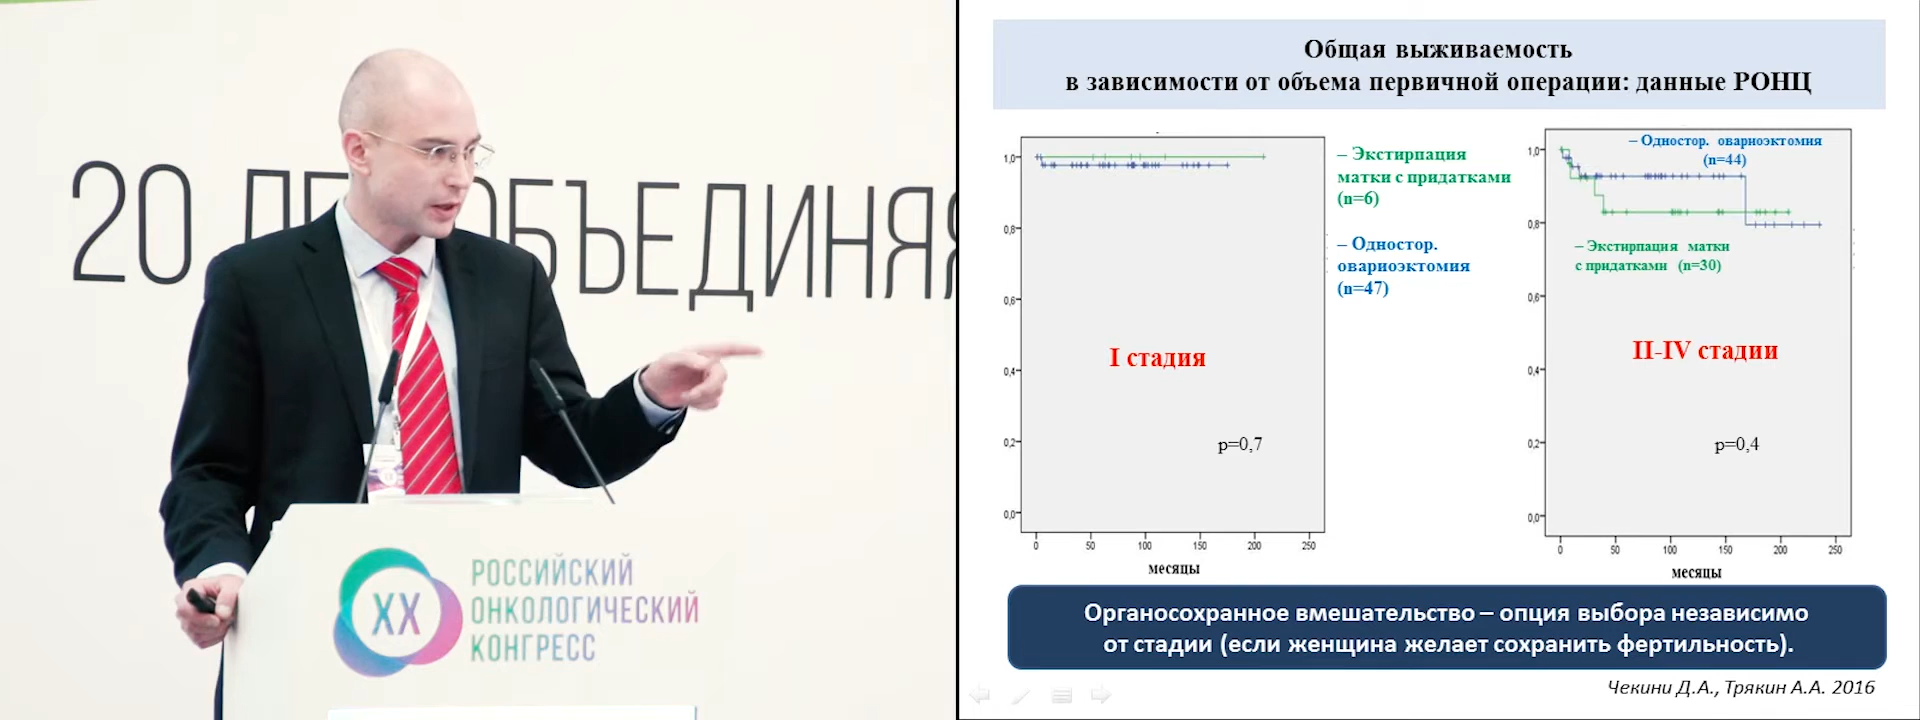 20 ЛЕТ ОБЪЕДИНЯЯ
XX
РОССИЙСКИЙ
ОНКОЛОГИЧЕСКИЙ
КОНГРЕСС
Общая выживаемость
в зависимости от объема первичной операции: данные РОНЦ
1,0
0,8
0,6
0,4
0,2
0,0
0 50 100 150 200 250
месяцы
I стадия
p=0,7
– Экстирпация
матки с придатками
(n=6)
– Одностор.
овариоэктомия
(n=47)
1,0
0,8
0,6
0,4
0,2
0,0
0 50 100 150 200 250
месяцы
– Одностор. овариоэктомия
(n=44)
– Экстирпация матки
с придатками (n=30)
II-IV стадии
p=0,4
Органосохранное вмешательство – опция выбора независимо
от стадии (если женщина желает сохранить фертильность).
Чекини Д.А., Трякин А.А. 2016